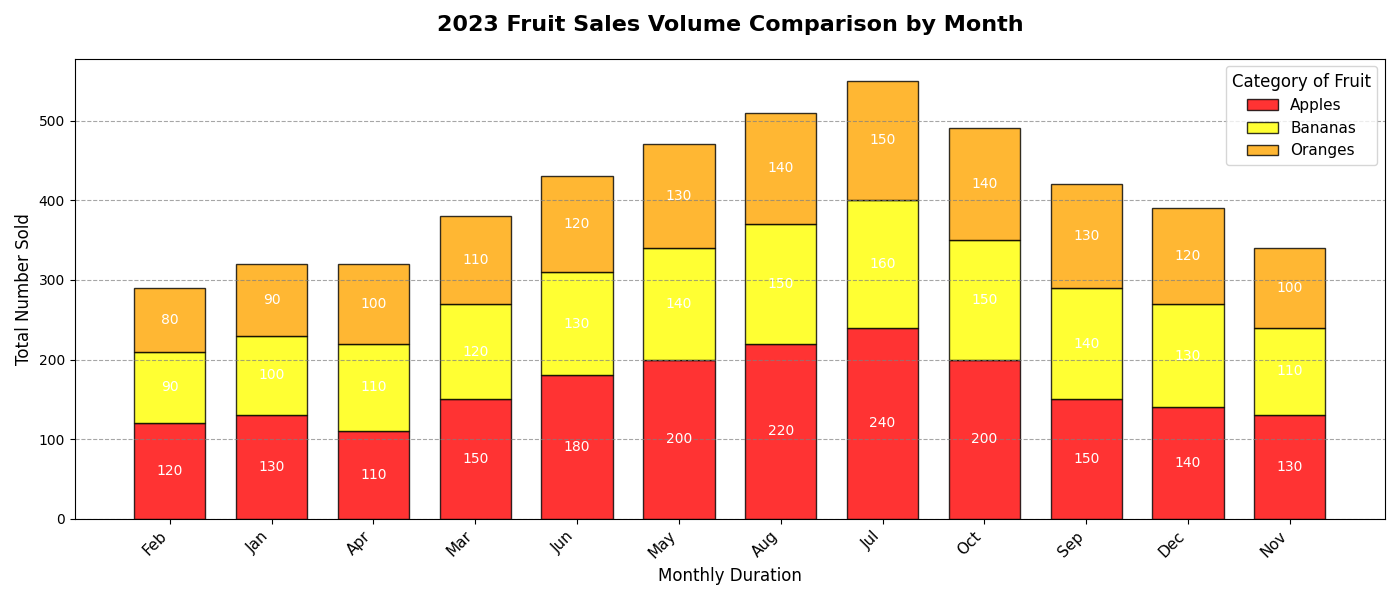 2023 Fruit Sales Volume Comparison by Month
Category of Fruit
Apples
Bananas
Oranges
Total Number Sold
500
400
300
200
100
0
80 90 100 110 120 130 140 150 140 130 120 100
90 100 110 120 130 140 150 160 150 140 130 110
120 130 110 150 180 200 220 240 200 150 140 130
Feb Jan Apr Mar Jun May Aug Jul Oct Sep Dec Nov
Monthly Duration